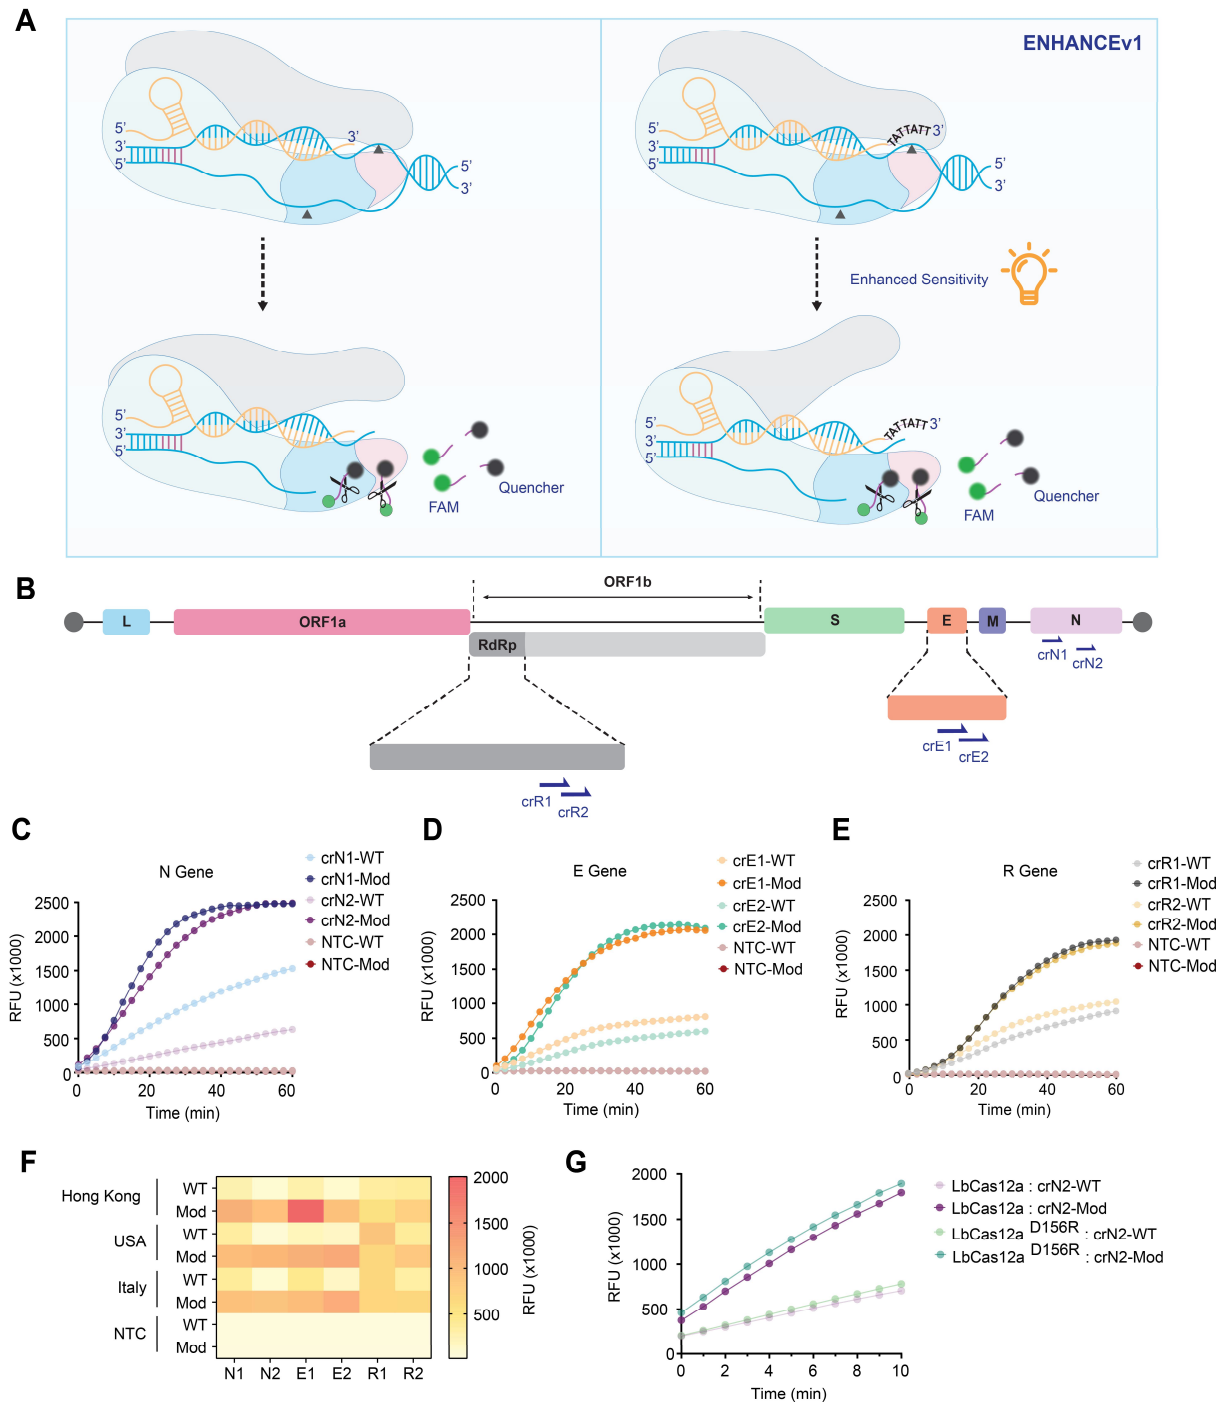 A
ENHANCEv1
5'
3'
5'
3'
5'
3'
5'
3'
5'
TATTATT 3'
5'
3'
Enhanced Sensitivity
5'
3'
5'
FAM
Quencher
5'
3'
5'
TATTATT 3'
FAM
Quencher
B
ORF1b
L
ORF1a
RdRp
S
E
M
N
crN1
crN2
crE1
crE2
crR1
crR2
C
N Gene
crN1-WT
crN1-Mod
crN2-WT
crN2-Mod
NTC-WT
NTC-Mod
RFU (x1000)
2500
2000
1500
1000
500
0
0 20 40 60
Time (min)
D
E Gene
crE1-WT
crE1-Mod
crE2-WT
crE2-Mod
NTC-WT
NTC-Mod
RFU (x1000)
2500
2000
1500
1000
500
0
0 20 40 60
Time (min)
E
R Gene
crR1-WT
crR1-Mod
crR2-WT
crR2-Mod
NTC-WT
NTC-Mod
RFU (x1000)
2500
2000
1500
1000
500
0
0 20 40 60
Time (min)
F
Hong Kong
WT
Mod
USA
WT
Mod
Italy
WT
Mod
NTC
WT
Mod
N1 N2 E1 E2 R1 R2
2000
1500
1000
500
RFU (x1000)
G
RFU (x1000)
2000
1500
1000
500
0
0 2 4 6 8 10
Time (min)
LbCas12a : crN2-WT
LbCas12a : crN2-Mod
LbCas12a D156R : crN2-WT
LbCas12a D156R : crN2-Mod